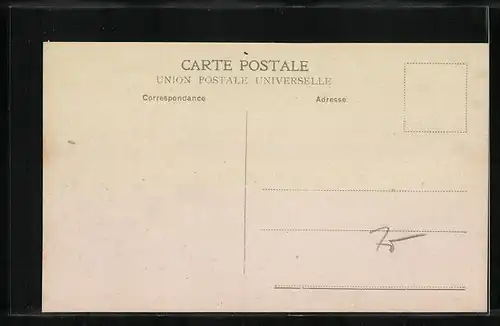 CARTE POSTALE
UNION POSTALE UNIVERSELLE
Correspondance
Adresse
75